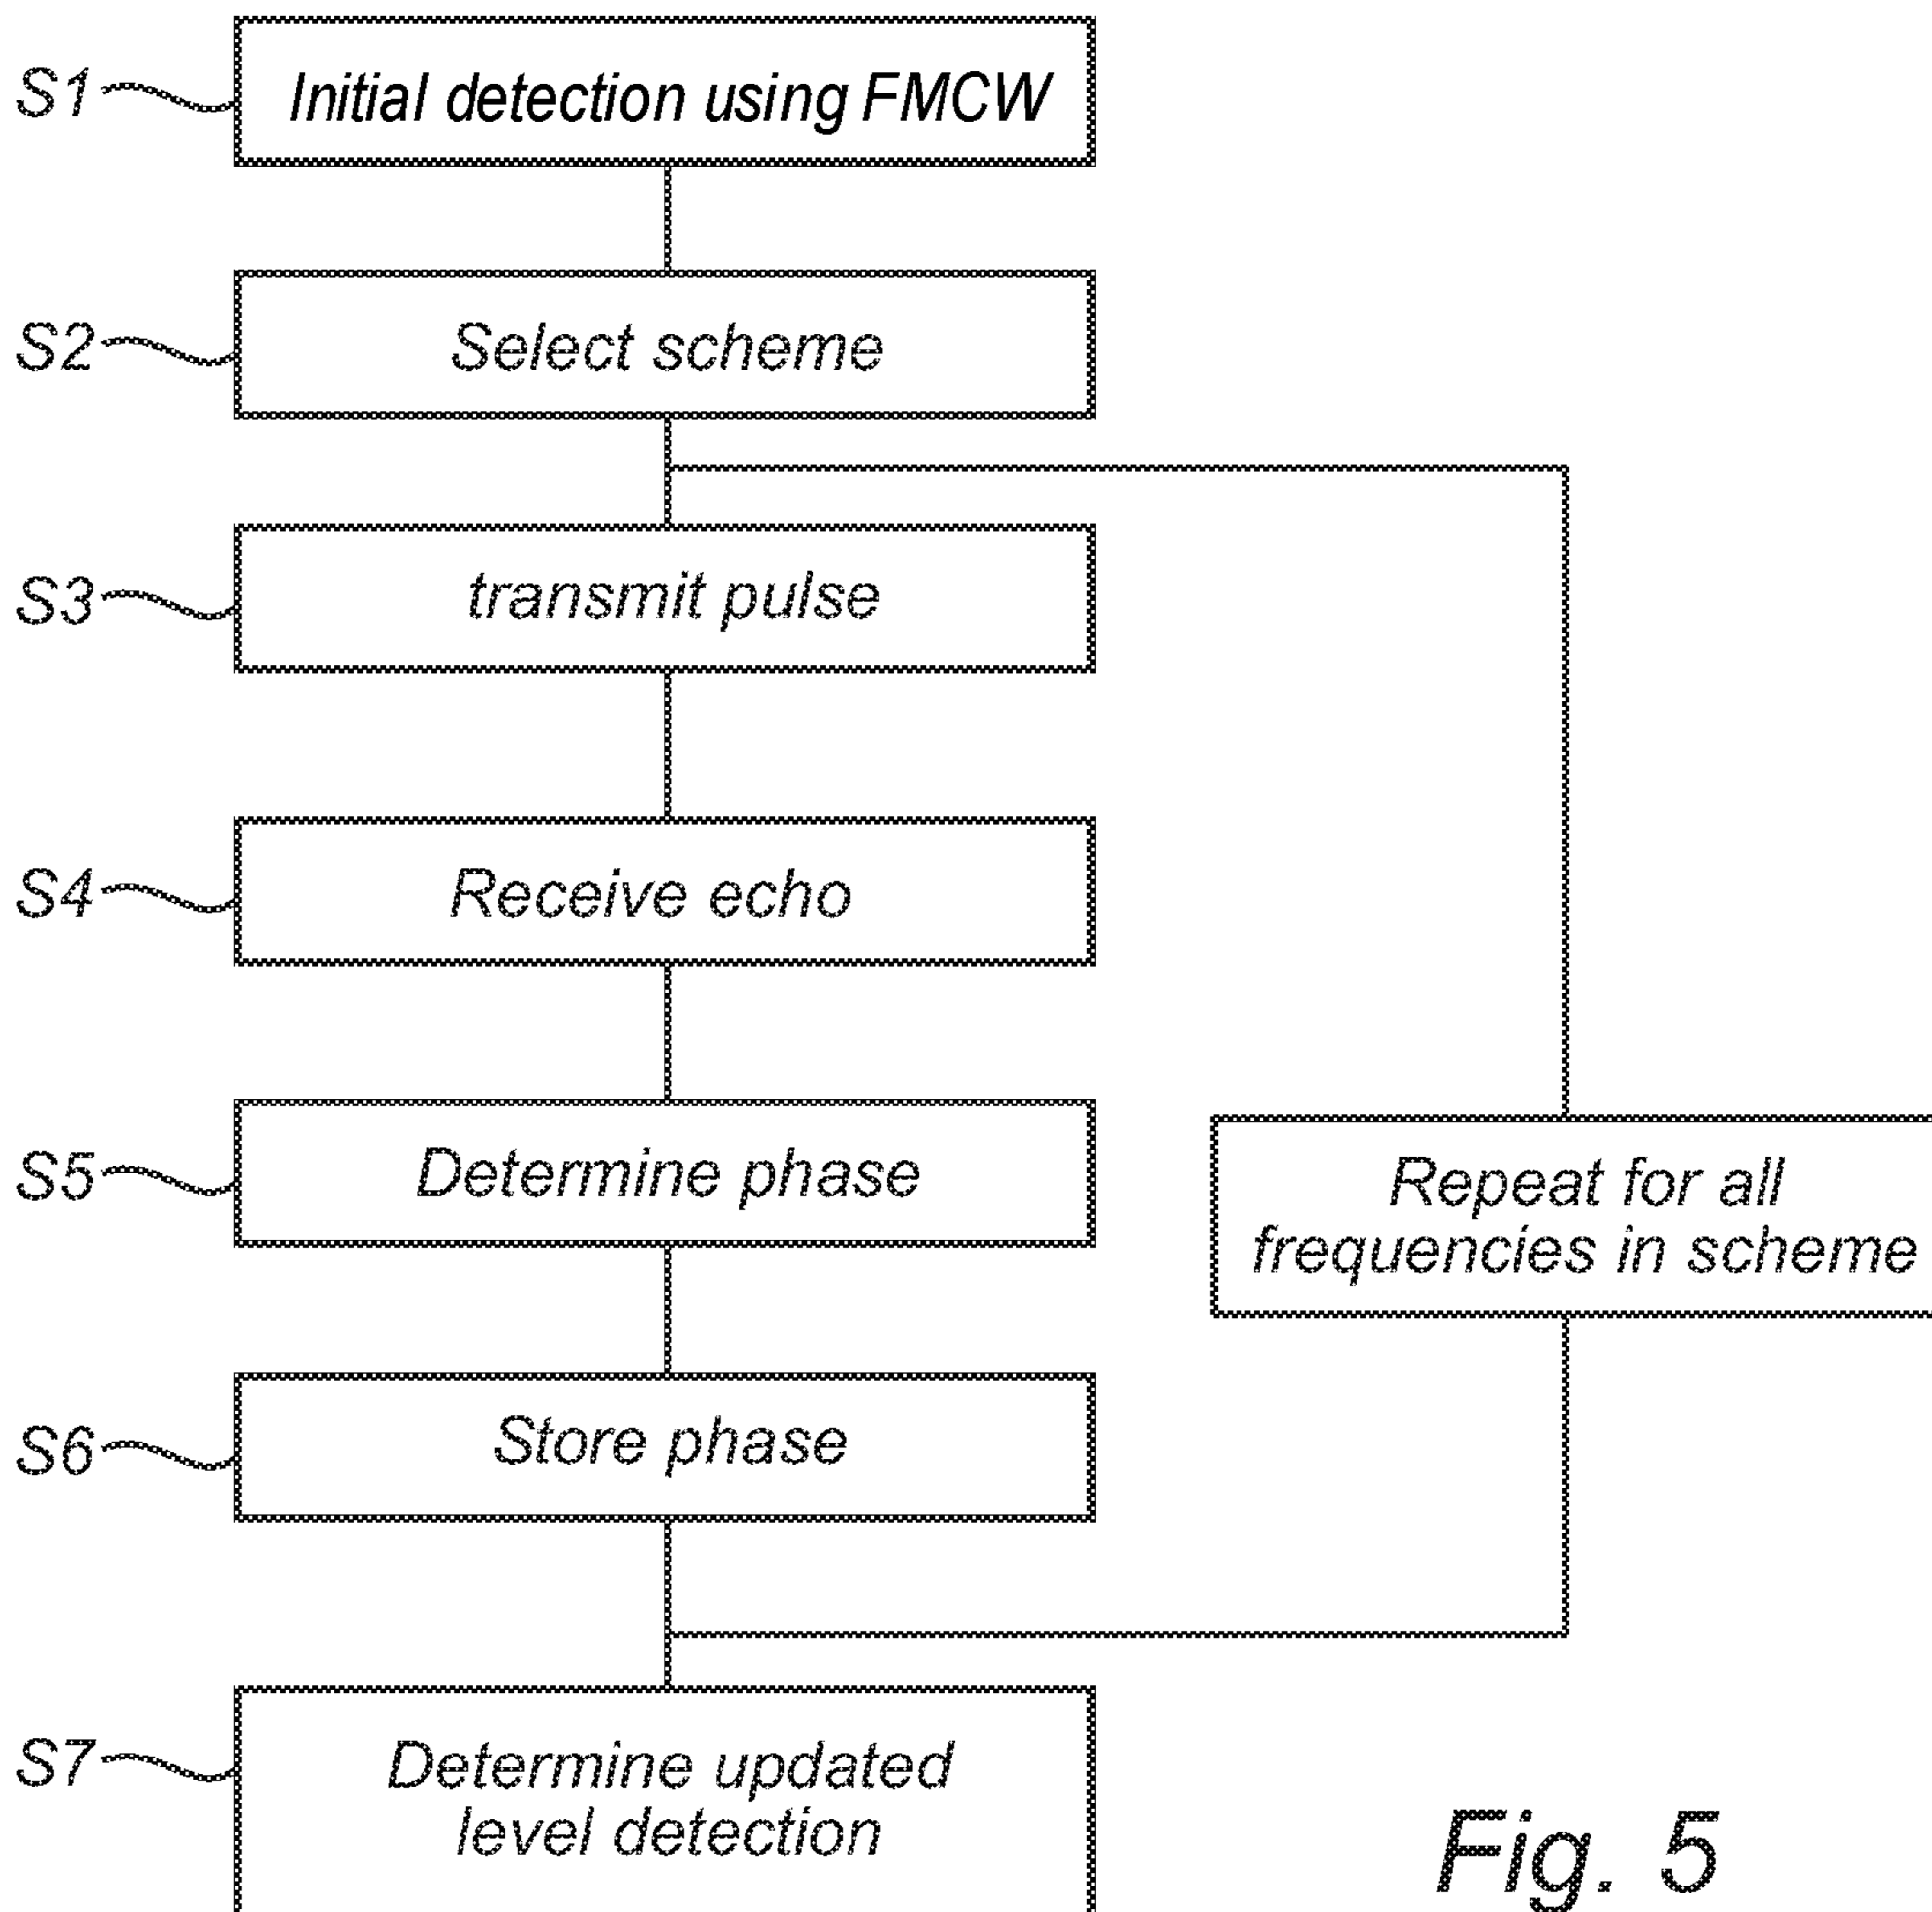 S1
Initial detection using FMCW
S2
Select scheme
S3
transmit pulse
S4
Receive echo
S5
Determine phase
Repeat for all
frequencies in scheme
S6
Store phase
S7
Determine updated
level detection
Fig. 5